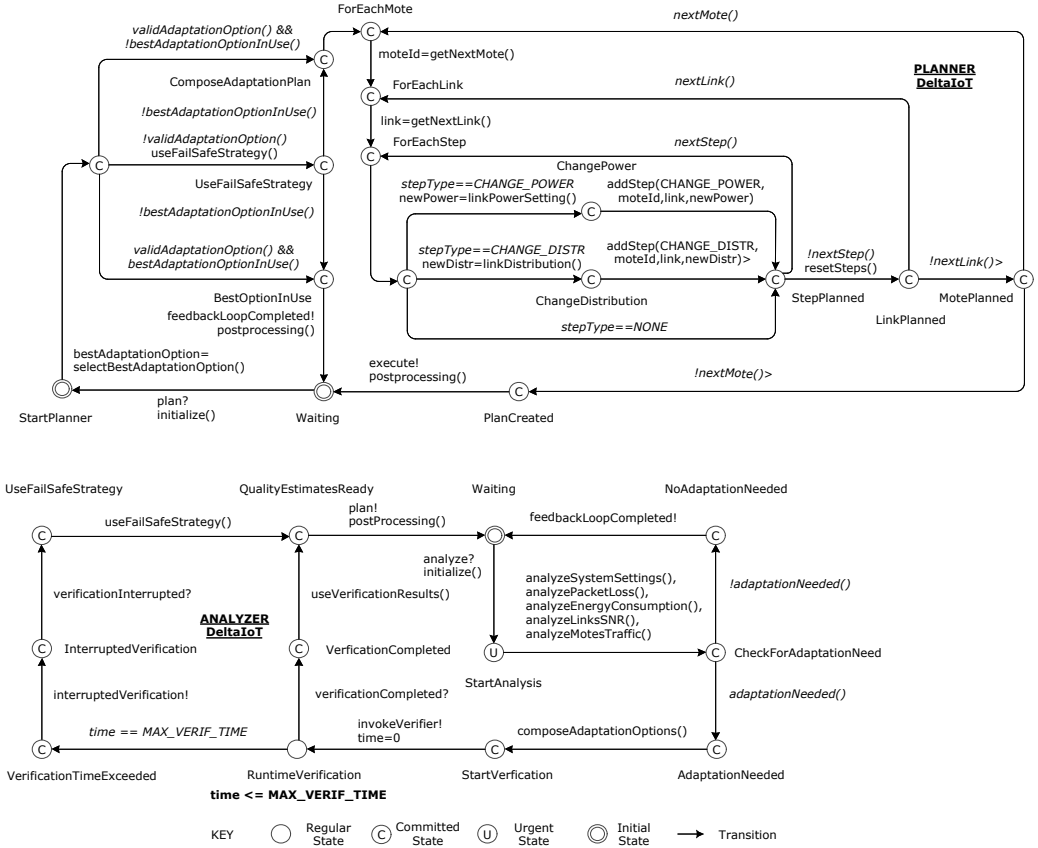 ForEachMote
nextMote()
validAdaptationOption() &&
!bestAdaptationOptionInUse()
C
C
moteId=getNextMote()
ComposeAdaptationPlan
ForEachLink
nextLink()
PLANNER
DeltaIoT
C
!bestAdaptationOptionInUse()
link=getNextLink()
!validAdaptationOption()
useFailSafeStrategy()
ForEachStep
nextStep()
C
C
C
ChangePower
UseFailSafeStrategy
stepType==CHANGE_POWER
newPower=linkPowerSetting()
addStep(CHANGE_POWER,
moteId,link,newPower)
!bestAdaptationOptionInUse()
C
validAdaptationOption() &&
bestAdaptationOptionInUse()
stepType==CHANGE_DISTR
newDistr=linkDistribution()
addStep(CHANGE_DISTR,
moteId,link,newDistr)>
!nextStep()
resetSteps()
!nextLink()>
C
C
C
C
C
C
BestOptionInUse
ChangeDistribution
StepPlanned
MotePlanned
feedbackLoopCompleted!
postprocessing()
LinkPlanned
stepType==NONE
bestAdaptationOption=
selectBestAdaptationOption()
execute!
postprocessing()
!nextMote()>
C
plan?
initialize()
StartPlanner
Waiting
PlanCreated
UseFailSafeStrategy
QualityEstimatesReady
Waiting
NoAdaptationNeeded
useFailSafeStrategy()
plan!
postProcessing()
feedbackLoopCompleted!
C
C
C
analyze?
initialize()
analyzeSystemSettings(),
analyzePacketLoss(),
analyzeEnergyConsumption(),
analyzeLinksSNR(),
analyzeMotesTraffic()
!adaptationNeeded()
verificationInterrupted?
useVerificationResults()
ANALYZER
DeltaIoT
C
InterruptedVerification
C
VerficationCompleted
U
C
CheckForAdaptationNeed
StartAnalysis
interruptedVerification!
verificationCompleted?
adaptationNeeded()
time == MAX_VERIF_TIME
invokeVerifier!
time=0
composeAdaptationOptions()
C
C
C
VerificationTimeExceeded
RuntimeVerification
StartVerfication
AdaptationNeeded
time <= MAX_VERIF_TIME
KEY
Regular
State
C
Committed
State
U
Urgent
State
Initial
State
Transition